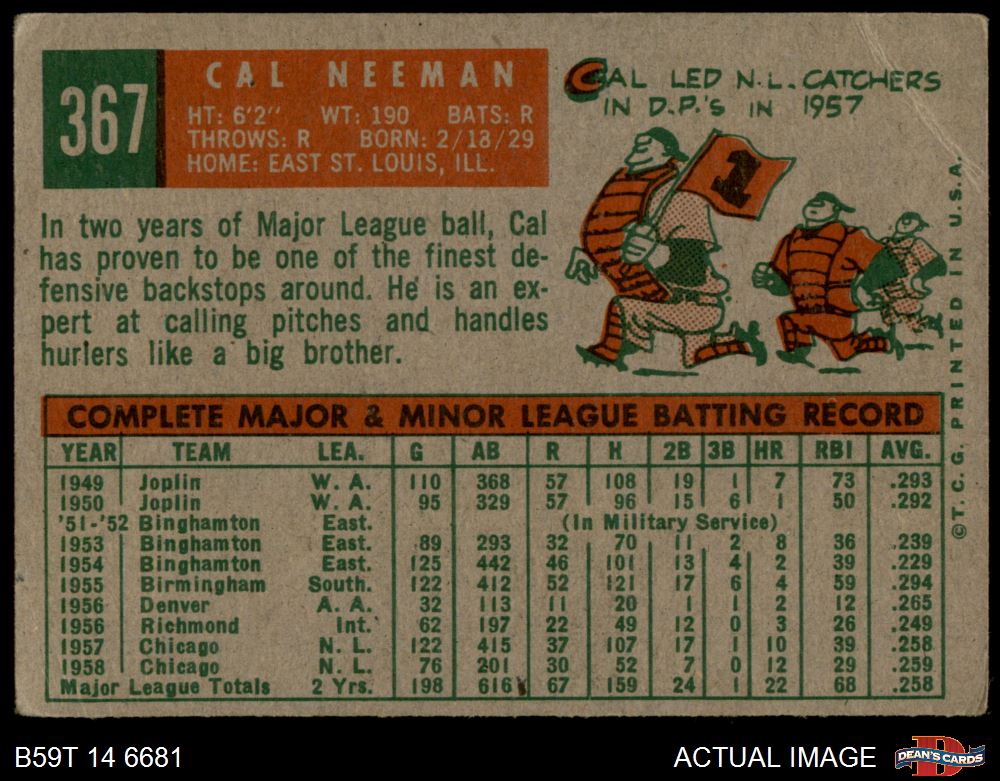 367
CAL NEEMAN
HT: 6'2" WT: 190 BATS: R
THROWS: R BORN: 2/18/29
HOME: EAST ST. LOUIS, ILL.
CAL LED N.L. CATCHERS
IN D.P.'S IN 1957
1
In two years of Major League ball, Cal
has proven to be one of the finest de-
fensive backstops around. He is an ex-
pert at calling pitches and handles
hurlers like a big brother.
COMPLETE MAJOR & MINOR LEAGUE BATTING RECORD
YEAR TEAM LEA. G AB R H 2B 3B HR RBI AVG.
1949 Joplin W. A. 110 368 57 108 19 1 7 73 .293
1950 Joplin W. A. 95 329 57 96 15 6 1 50 .292
'51-'52 Binghamton East. (In Military Service)
1953 Binghamton East. 89 293 32 70 11 2 8 36 .239
1954 Binghamton East. 125 442 46 101 13 4 2 39 .229
1955 Birmingham South. 122 412 52 121 17 6 4 59 .294
1956 Denver A. A. 32 113 11 20 1 1 2 12 .265
1956 Richmond Int. 62 197 22 49 12 0 3 26 .249
1957 Chicago N. L. 122 415 37 107 17 1 10 39 .258
1958 Chicago N. L. 76 201 30 52 7 0 12 29 .259
Major League Totals 2 Yrs. 198 616 67 159 24 1 22 68 .258
©T. C. G. PRINTED IN U.S.A.
B59T 14 6681
ACTUAL IMAGE
D
DEAN'S CARDS